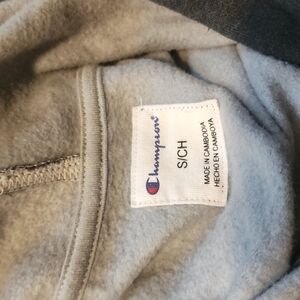 Champion
S/CH
MADE IN CAMBODIA
HECHO EN CAMBOYA